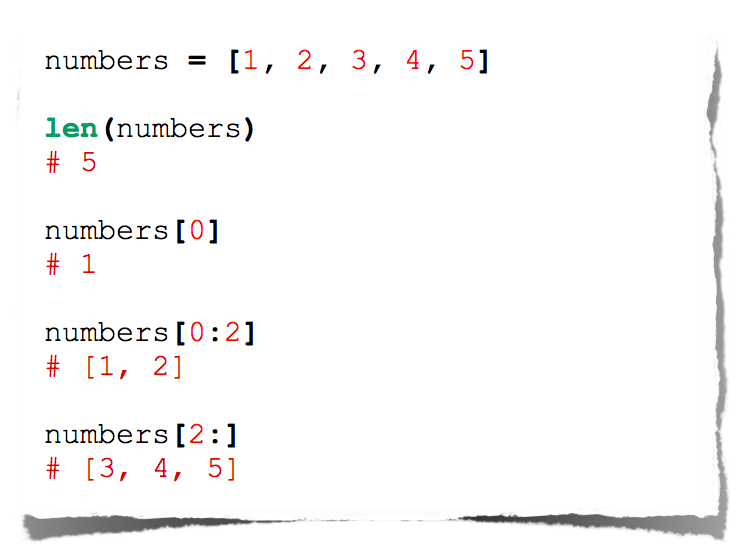 numbers = [1, 2, 3, 4, 5]
len(numbers)
# 5
numbers[0]
# 1
numbers[0:2]
# [1, 2]
numbers[2:]
# [3, 4, 5]